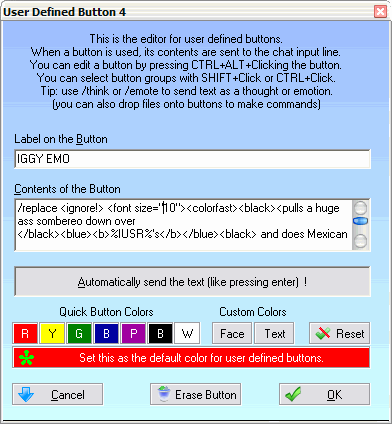 User Defined Button 4
This is the editor for user defined buttons.
When a button is used, its contents are sent to the chat input line.
You can edit a button by pressing CTRL+ALT+Clicking the button.
You can select button groups with SHIFT+Click or CTRL+Click.
Tip: use /think or /emote to send text as a thought or emotion.
(you can also drop files onto buttons to make commands)
Label on the Button
IGGY EMO
Contents of the Button
/replace <ignorel> <font size="10"><colorfast><black><pulls a huge
ass sombereo down over
</black><blue><b>%IUSR%'s</b></blue><black> and does Mexican
Automatically send the text (like pressing enter) !
Quick Button Colors Custom Colors
R Y G B P B W Face Text Reset
Set this as the default color for user defined buttons.
Cancel Erase Button OK